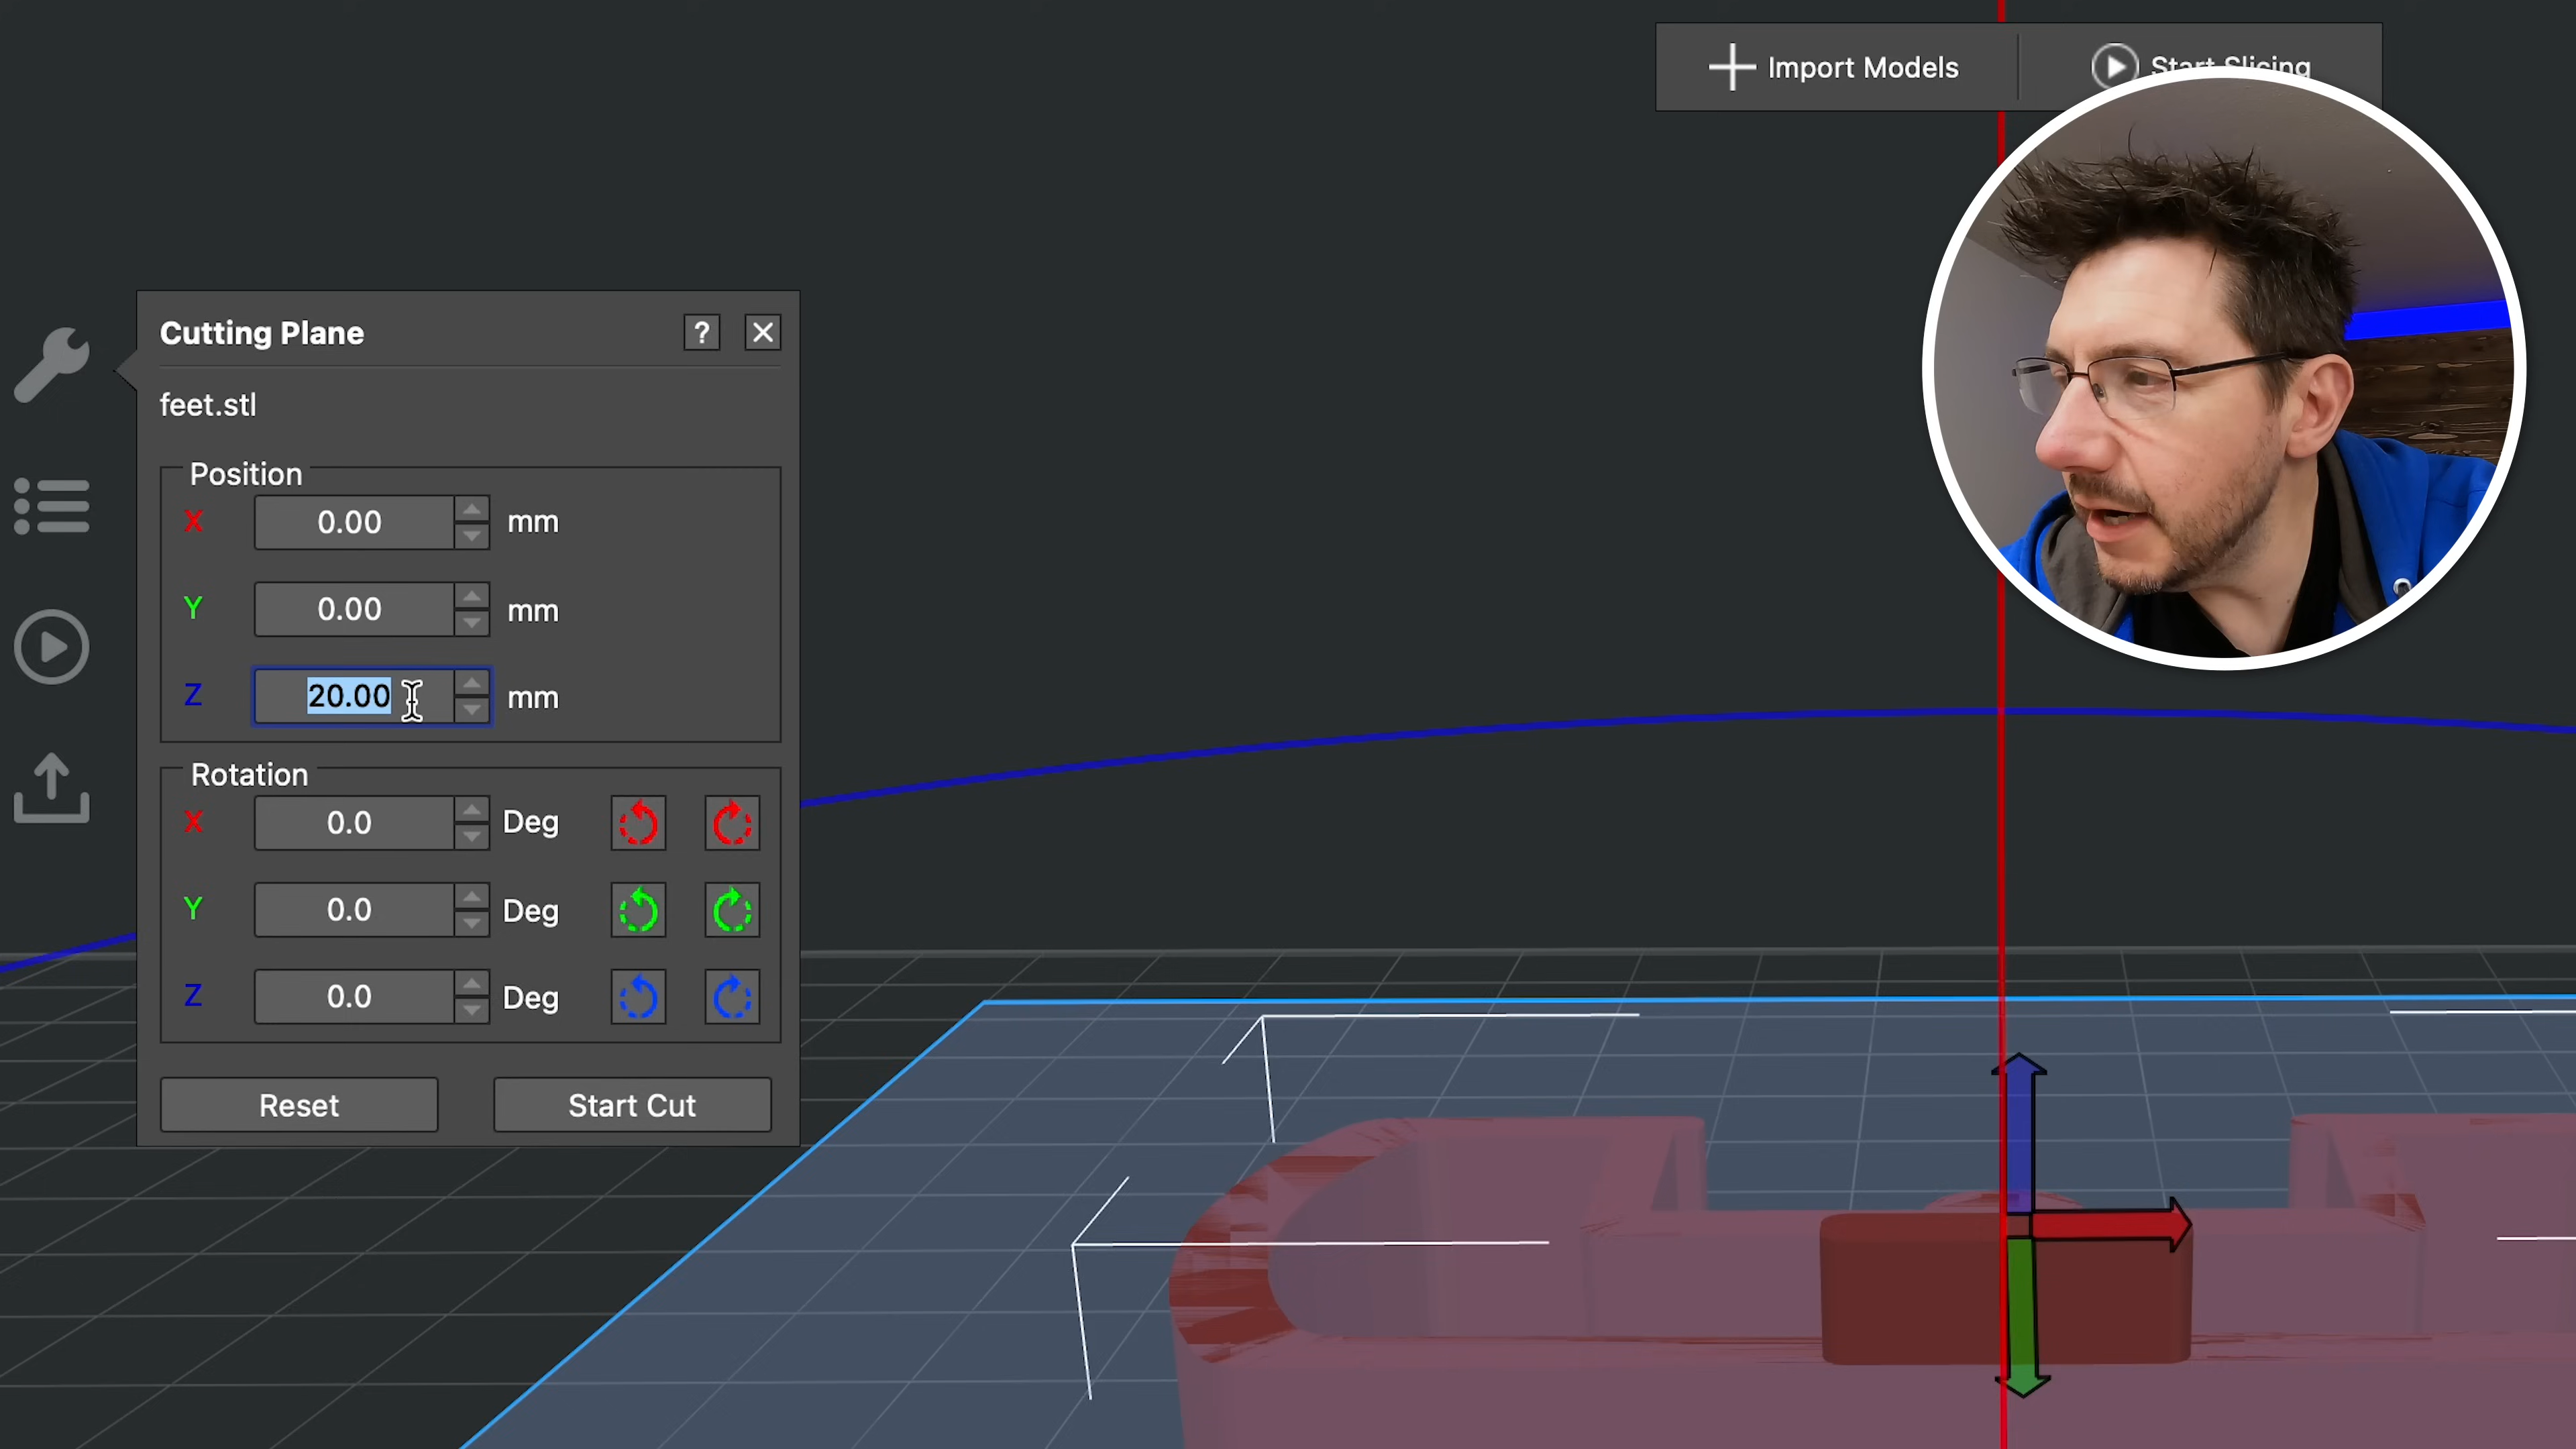 Import Models
Start Slicing
Cutting Plane
?
feet.stl
Position
X 0.00 mm
Y 0.00 mm
Z 20.00 mm
Rotation
X 0.0 Deg
Y 0.0 Deg
Z 0.0 Deg
Reset
Start Cut